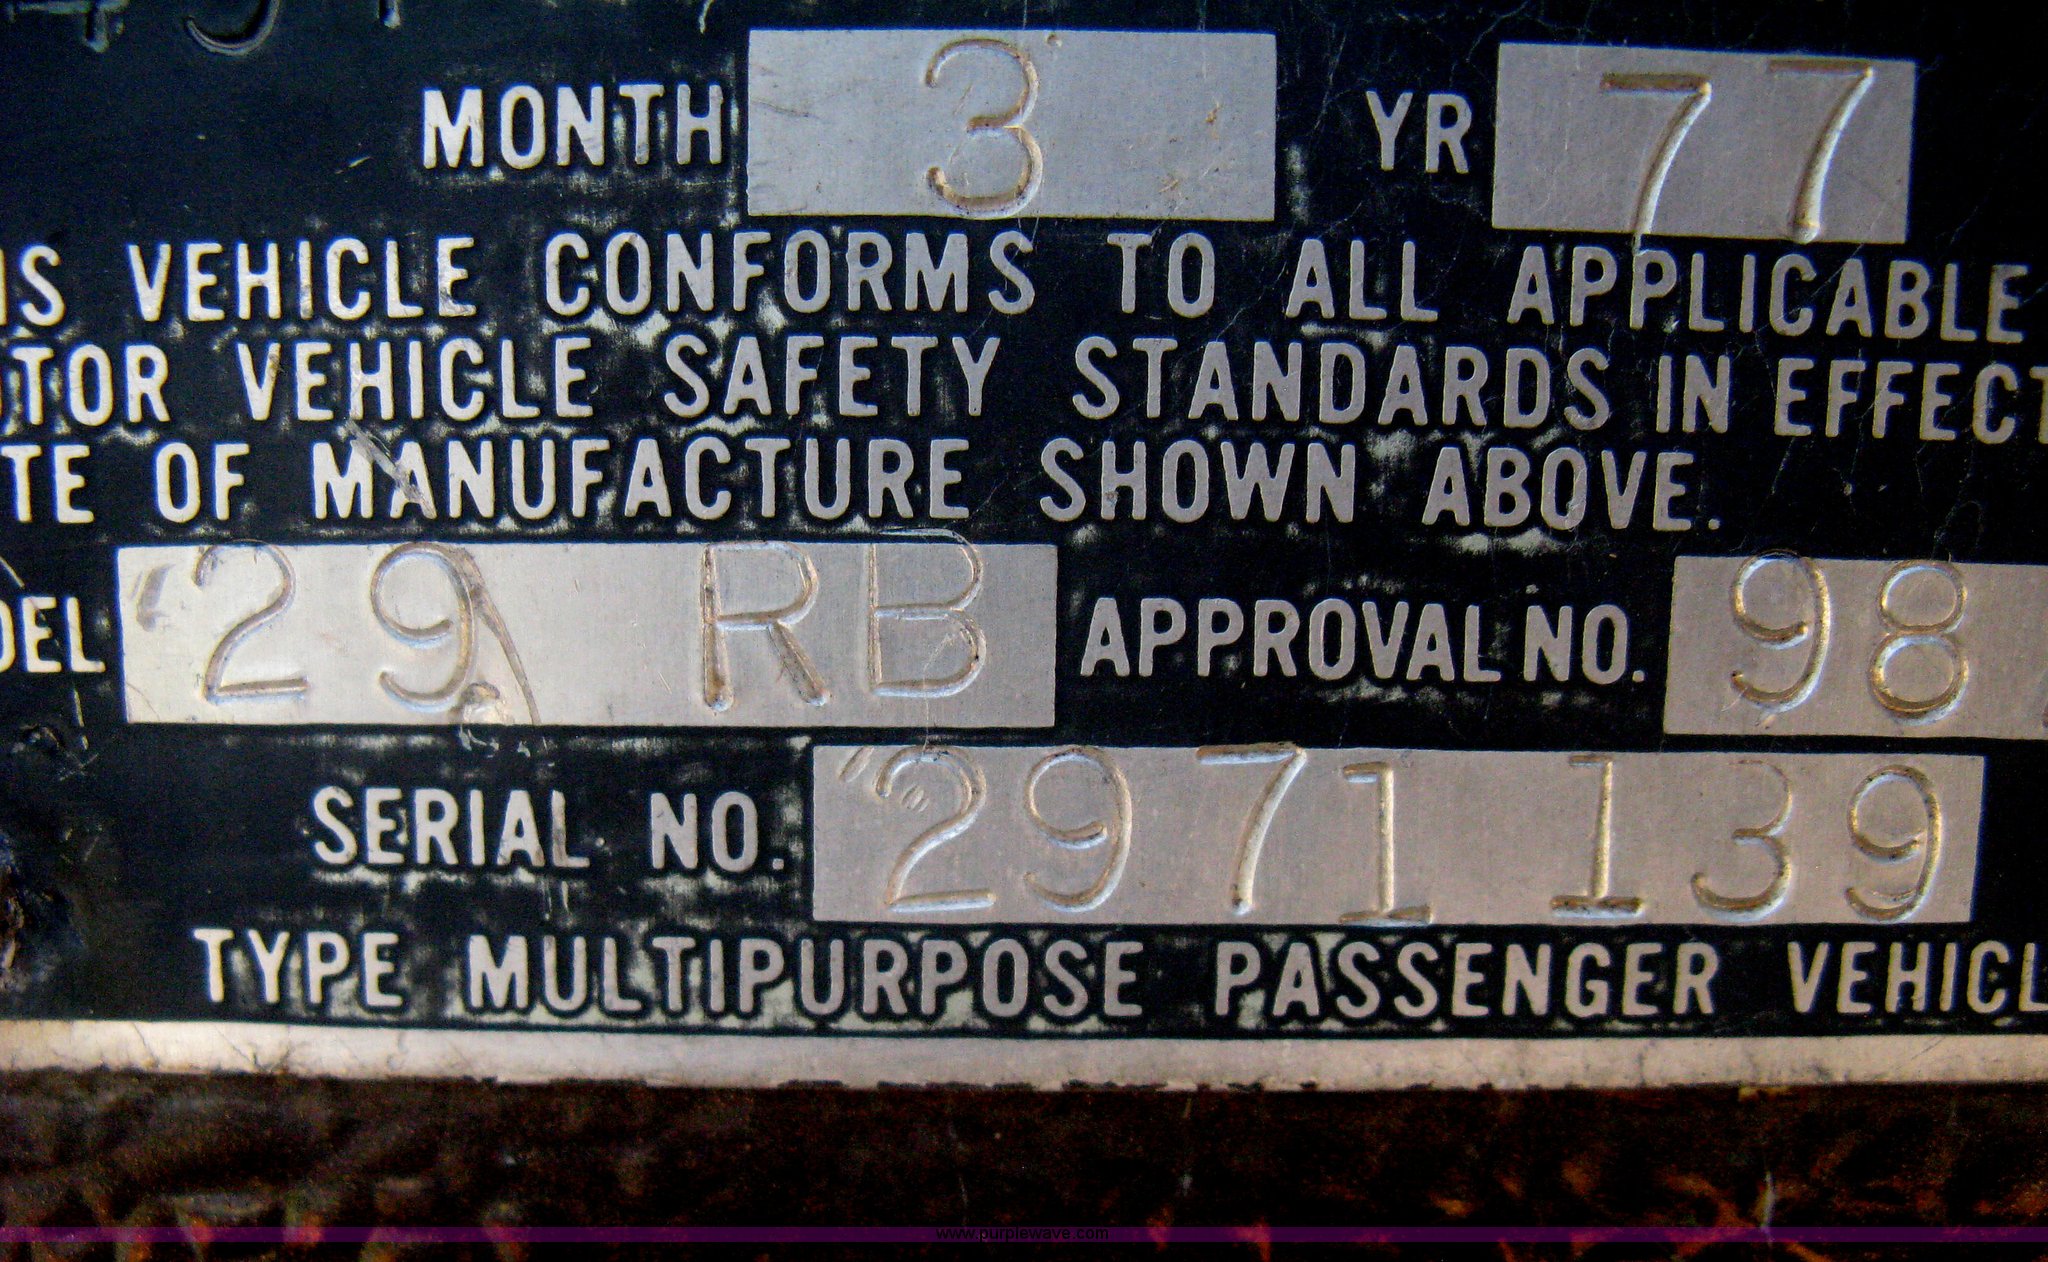 MONTH 3 YR 77
IS VEHICLE CONFORMS TO ALL APPLICABLE
OTOR VEHICLE SAFETY STANDARDS IN EFFECT
TE OF MANUFACTURE SHOWN ABOVE.
DEL 29 RB APPROVAL NO. 98
SERIAL NO. 2971139
TYPE MULTIPURPOSE PASSENGER VEHICL
www.purplewave.com